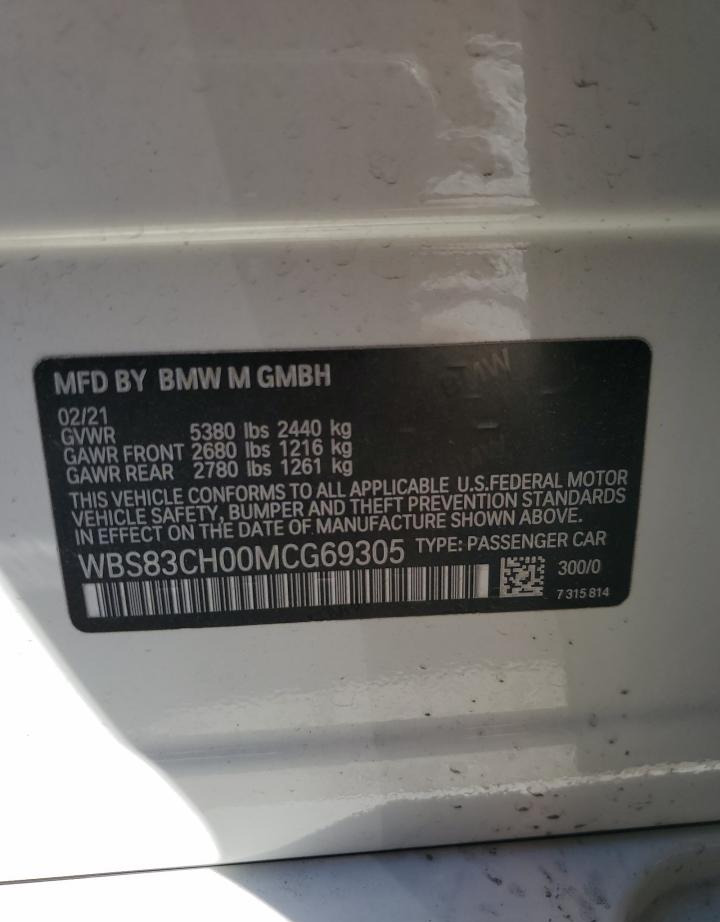 MFD BY BMW M GMBH
02/21
GVWR 5380 lbs 2440 kg
GAWR FRONT 2680 lbs 1216 kg
GAWR REAR 2780 lbs 1261 kg
THIS VEHICLE CONFORMS TO ALL APPLICABLE U.S.FEDERAL MOTOR
VEHICLE SAFETY, BUMPER AND THEFT PREVENTION STANDARDS
IN EFFECT ON THE DATE OF MANUFACTURE SHOWN ABOVE.
WBS83CH00MCG69305 TYPE: PASSENGER CAR
300/0
7 315 814
BMW
BMW